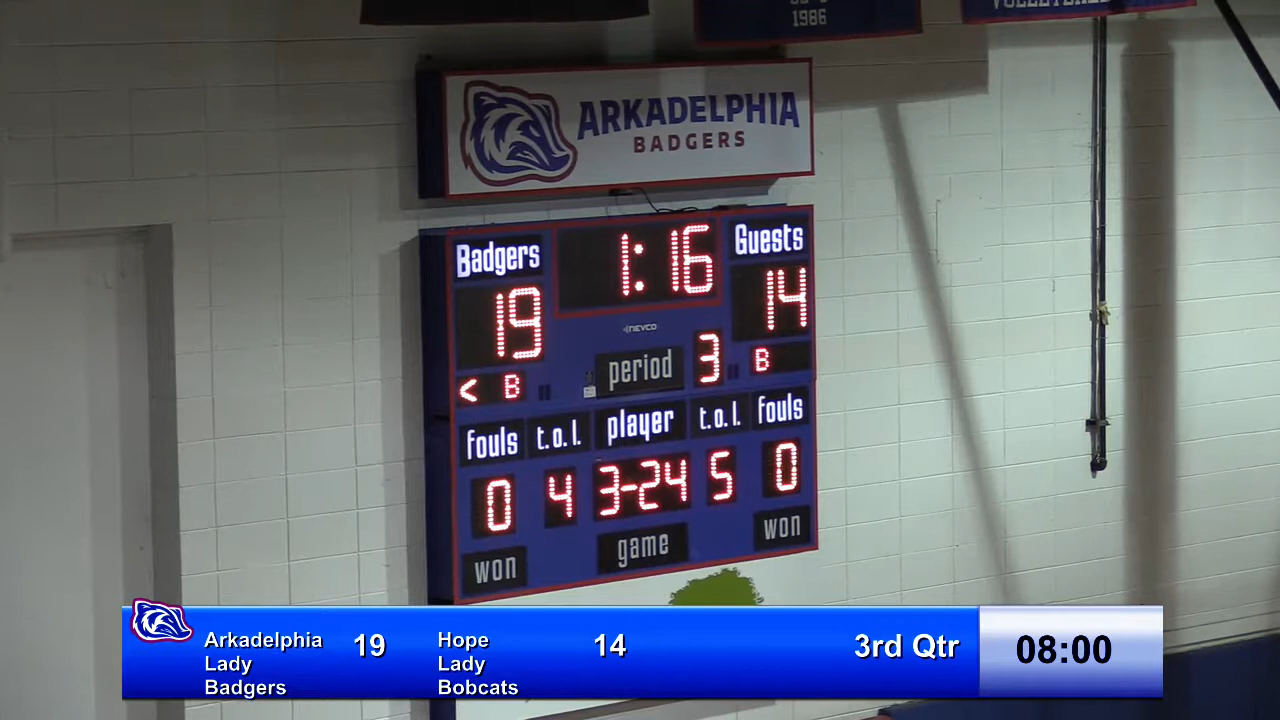 1986
VOLLEYBALL
ARKADELPHIA
BADGERS
Badgers 1:16 Guests
19 14
NEVCO
period 3
< B B
fouls t.o.l. player t.o.l. fouls
0 4 3-24 5 0
won game won
Arkadelphia
Lady
Badgers
19
Hope
Lady
Bobcats
14
3rd Qtr
08:00